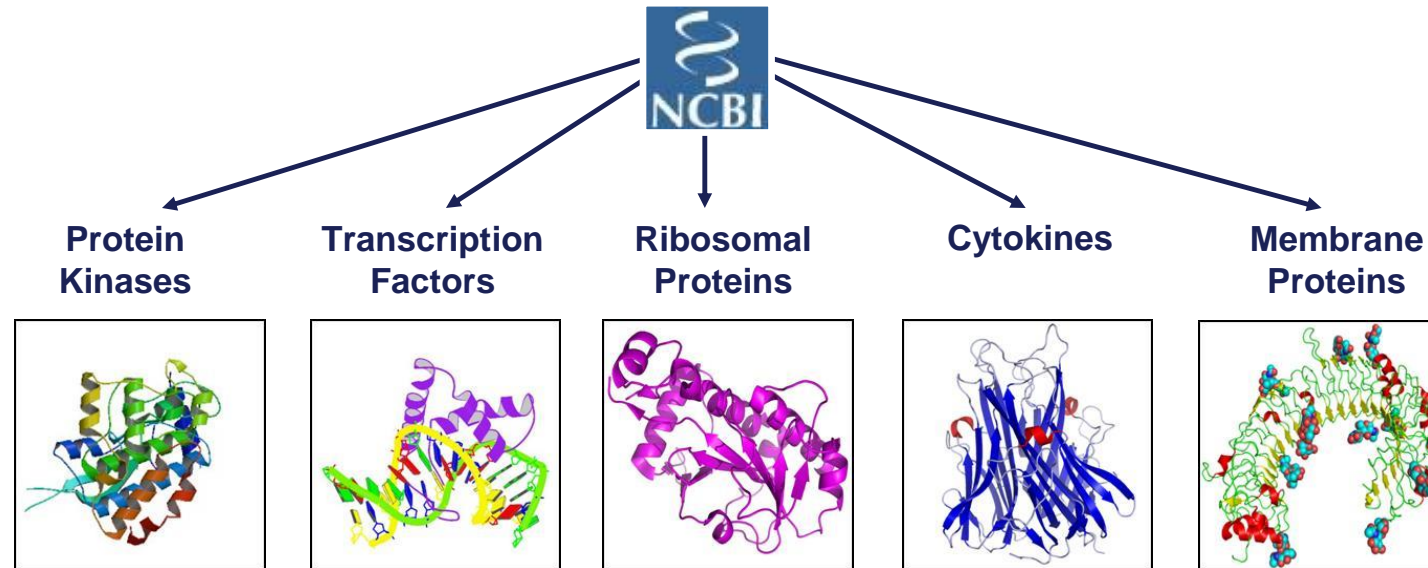 NCBI
Protein
Kinases
Transcription
Factors
Ribosomal
Proteins
Cytokines
Membrane
Proteins